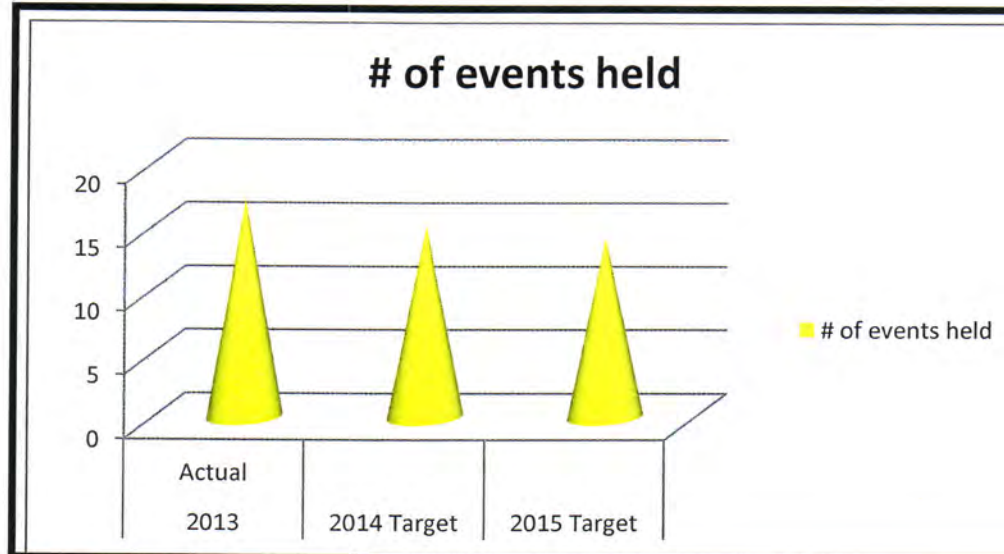 # of events held
20
15
10
5
0
# of events held
Actual
2013
2014 Target
2015 Target